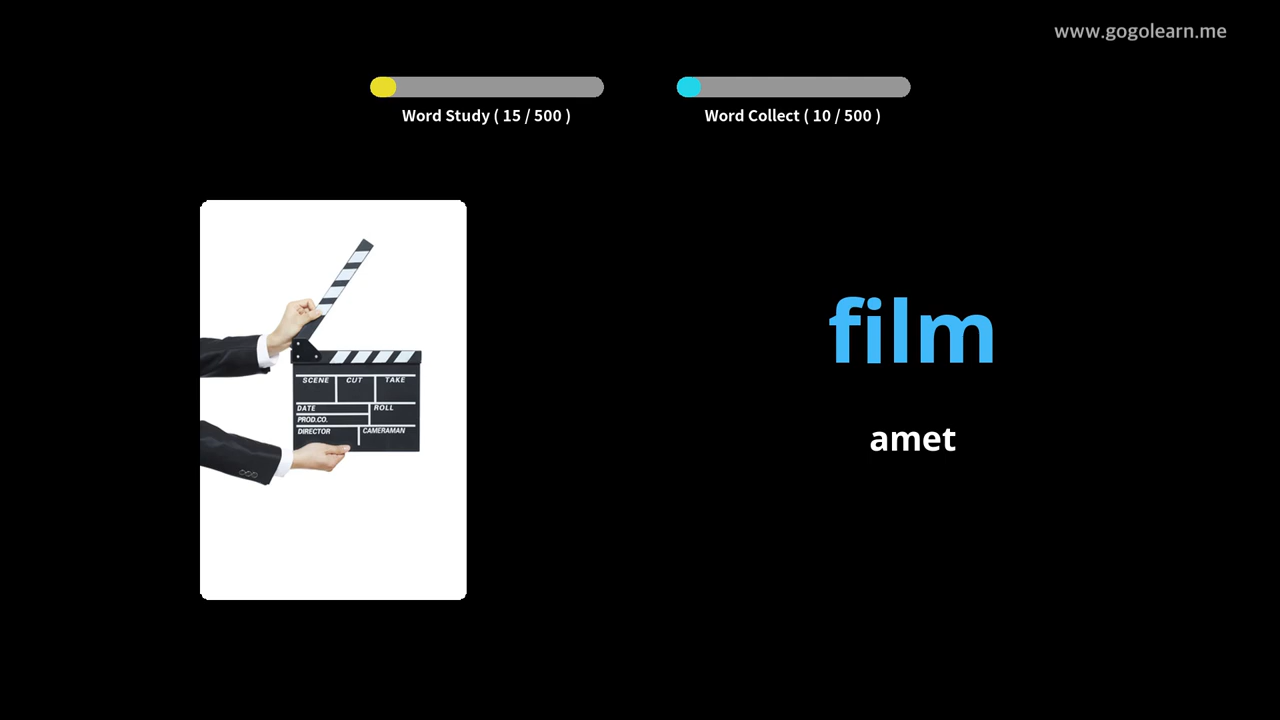 www.gogolearn.me
Word Study ( 15 / 500 )
Word Collect ( 10 / 500 )
SCENE CUT TAKE
DATE ROLL
PROD.CO.
DIRECTOR CAMERAMAN
film
amet